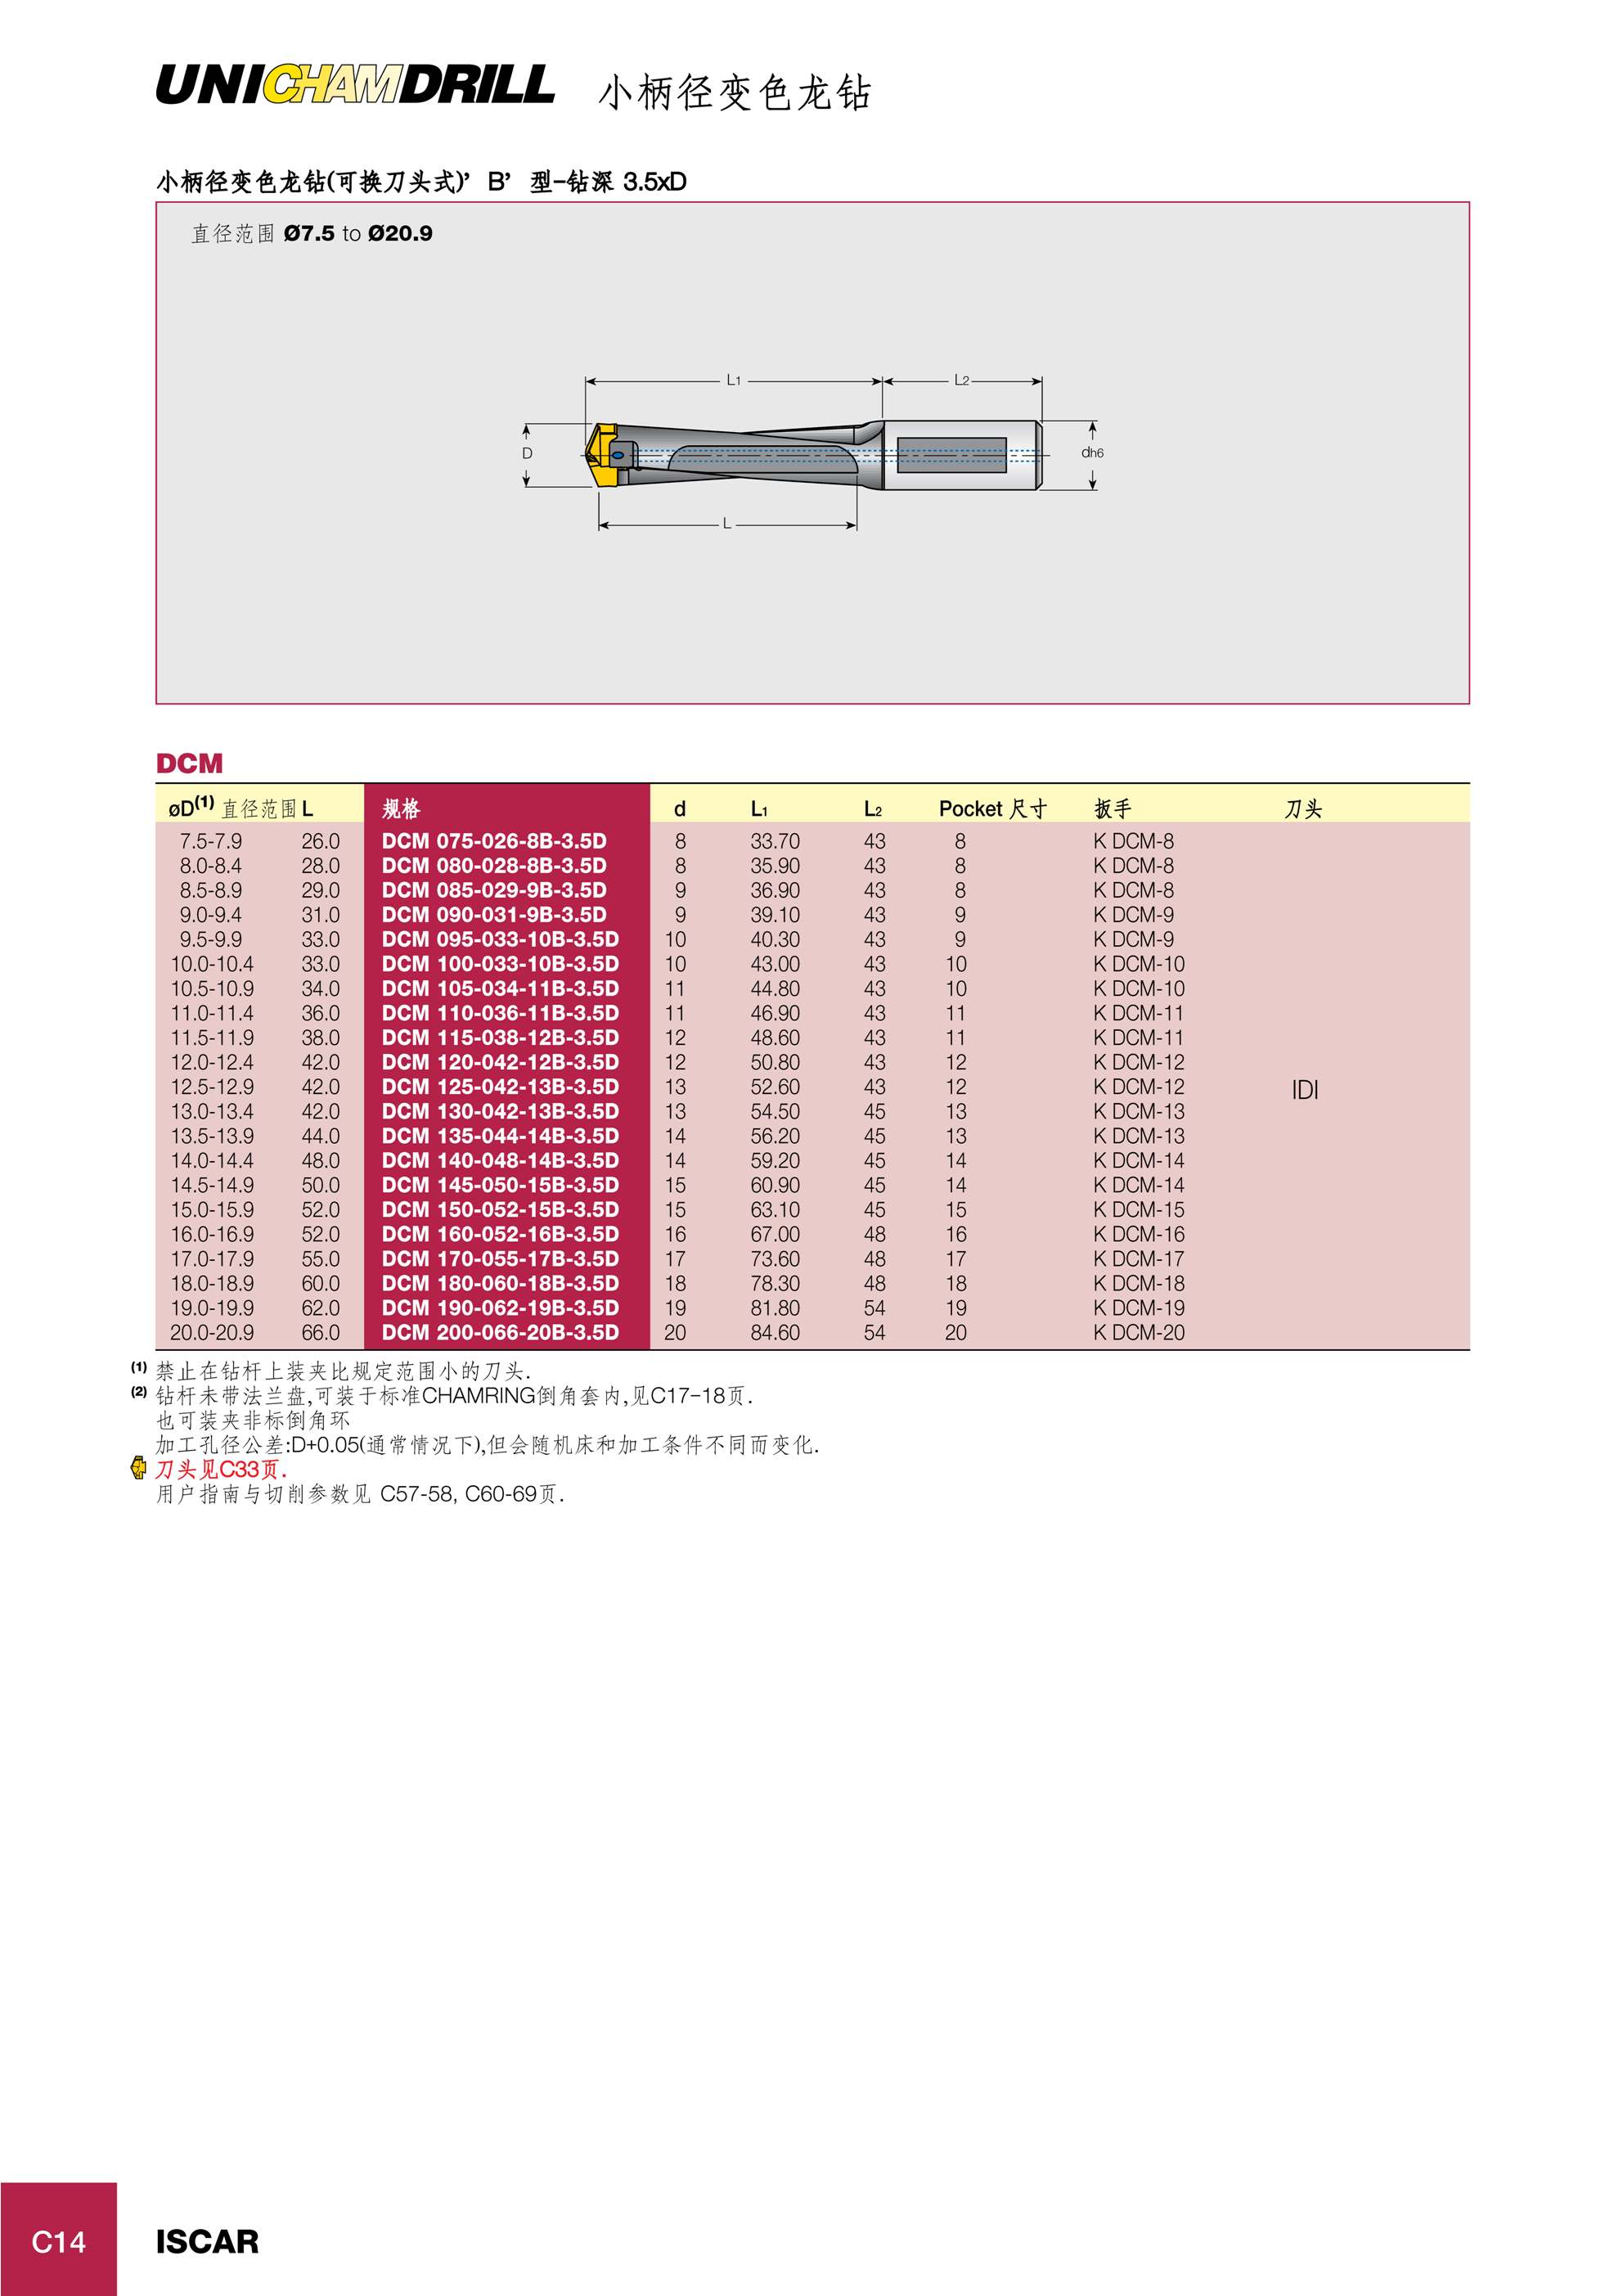 UNICHAMDRILL 小柄径变色龙钻
小柄径变色龙钻(可换刀头式)’B’型-钻深 3.5xD
直径范围 Ø7.5 to Ø20.9
L1 L2
D dh6
L
DCM
øD(1) 直径范围 L 规格 d L1 L2 Pocket 尺寸 扳手 刀头
7.5-7.9 26.0 DCM 075-026-8B-3.5D 8 33.70 43 8 K DCM-8
8.0-8.4 28.0 DCM 080-028-8B-3.5D 8 35.90 43 8 K DCM-8
8.5-8.9 29.0 DCM 085-029-9B-3.5D 9 36.90 43 8 K DCM-8
9.0-9.4 31.0 DCM 090-031-9B-3.5D 9 39.10 43 9 K DCM-9
9.5-9.9 33.0 DCM 095-033-10B-3.5D 10 40.30 43 9 K DCM-9
10.0-10.4 33.0 DCM 100-033-10B-3.5D 10 43.00 43 10 K DCM-10
10.5-10.9 34.0 DCM 105-034-11B-3.5D 11 44.80 43 10 K DCM-10
11.0-11.4 36.0 DCM 110-036-11B-3.5D 11 46.90 43 11 K DCM-11
11.5-11.9 38.0 DCM 115-038-12B-3.5D 12 48.60 43 11 K DCM-11
12.0-12.4 42.0 DCM 120-042-12B-3.5D 12 50.80 43 12 K DCM-12
12.5-12.9 42.0 DCM 125-042-13B-3.5D 13 52.60 43 12 K DCM-12 IDI
13.0-13.4 42.0 DCM 130-042-13B-3.5D 13 54.50 45 13 K DCM-13
13.5-13.9 44.0 DCM 135-044-14B-3.5D 14 56.20 45 13 K DCM-13
14.0-14.4 48.0 DCM 140-048-14B-3.5D 14 59.20 45 14 K DCM-14
14.5-14.9 50.0 DCM 145-050-15B-3.5D 15 60.90 45 14 K DCM-14
15.0-15.9 52.0 DCM 150-052-15B-3.5D 15 63.10 45 15 K DCM-15
16.0-16.9 52.0 DCM 160-052-16B-3.5D 16 67.00 48 16 K DCM-16
17.0-17.9 55.0 DCM 170-055-17B-3.5D 17 73.60 48 17 K DCM-17
18.0-18.9 60.0 DCM 180-060-18B-3.5D 18 78.30 48 18 K DCM-18
19.0-19.9 62.0 DCM 190-062-19B-3.5D 19 81.80 54 19 K DCM-19
20.0-20.9 66.0 DCM 200-066-20B-3.5D 20 84.60 54 20 K DCM-20
(1) 禁止在钻杆上装夹比规定范围小的刀头.
(2) 钻杆未带法兰盘,可装于标准CHAMRING倒角套内,见C17-18页.
也可装夹非标倒角环
加工孔径公差:D+0.05(通常情况下),但会随机床和加工条件不同而变化.
刀头见C33页.
用户指南与切削参数见 C57-58, C60-69页.
C14 ISCAR